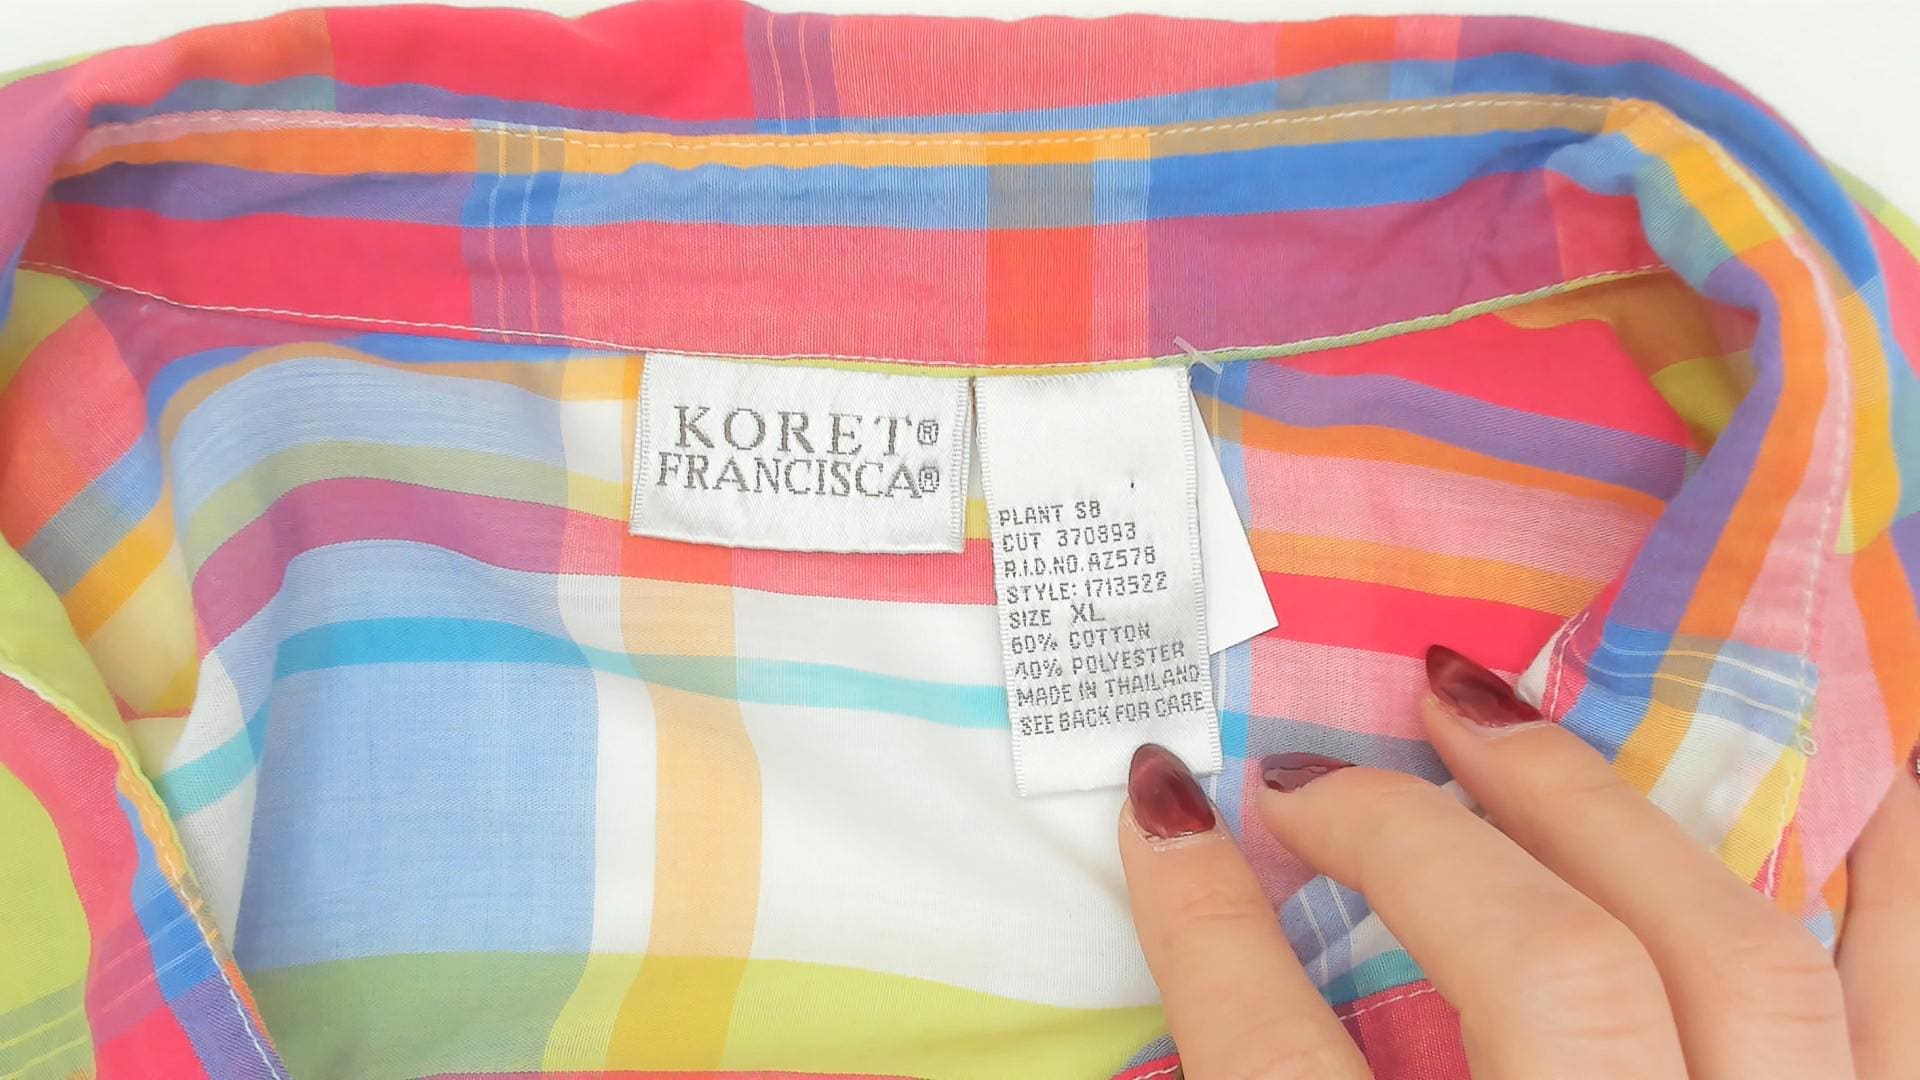 KORET®
FRANCISCA®
PLANT S8
CUT 370893
R.I.D.NO.AZ578
STYLE: 1713522
SIZE XL
60% COTTON
40% POLYESTER
MADE IN THAILAND
SEE BACK FOR CARE